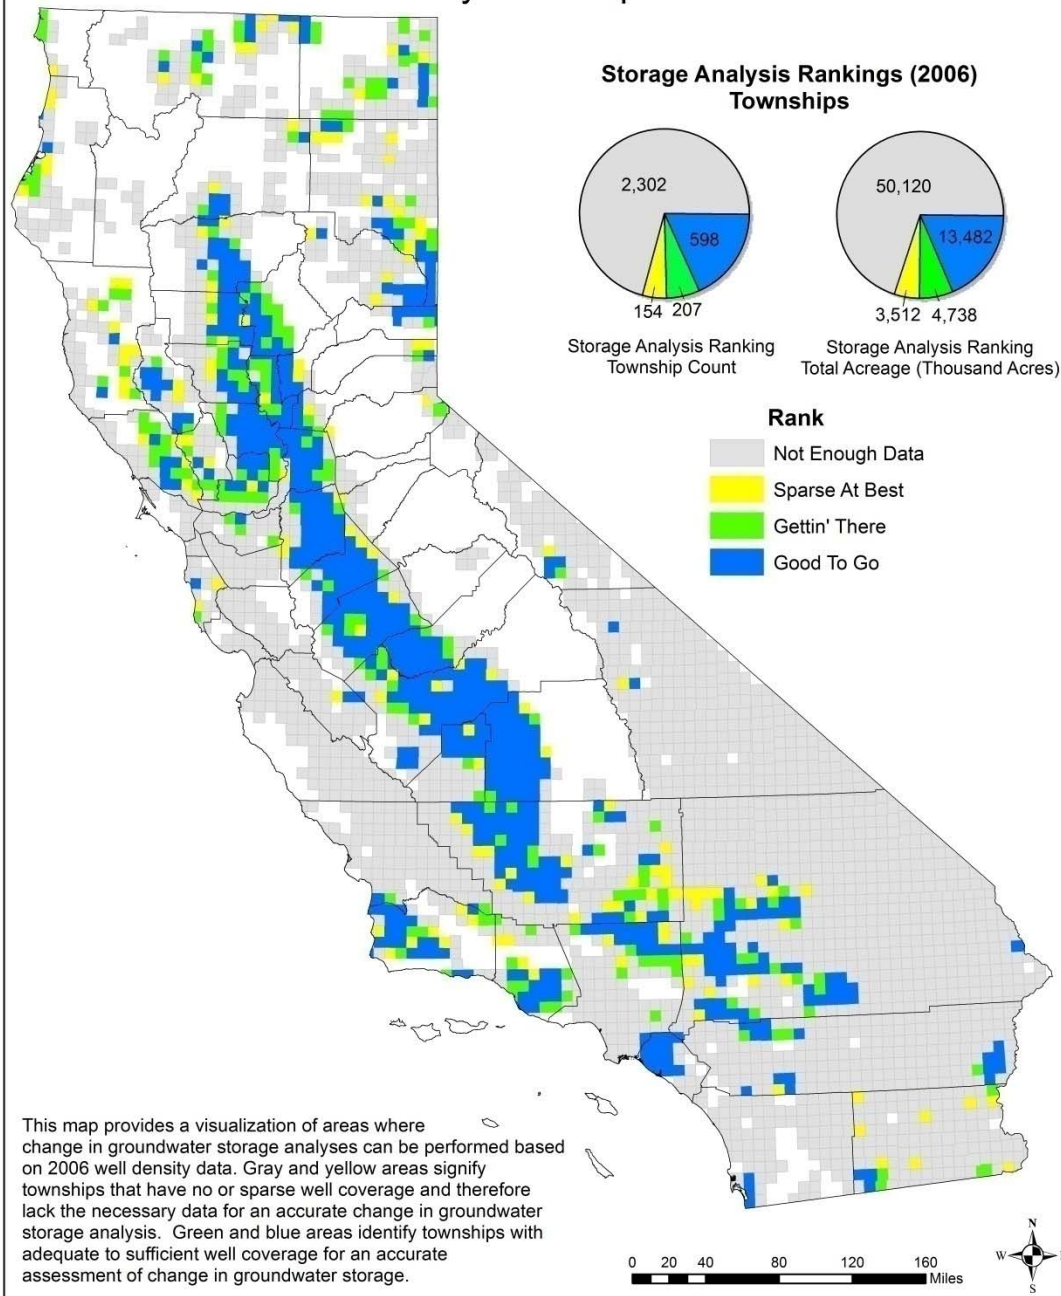 Storage Analysis Rankings (2006)
Townships
2,302
598
154
207
50,120
13,482
3,512
4,738
Storage Analysis Ranking
Township Count
Storage Analysis Ranking
Total Acreage (Thousand Acres)
Rank
Not Enough Data
Sparse At Best
Gettin' There
Good To Go
This map provides a visualization of areas where
change in groundwater storage analyses can be performed based
on 2006 well density data. Gray and yellow areas signify
townships that have no or sparse well coverage and therefore
lack the necessary data for an accurate change in groundwater
storage analysis. Green and blue areas identify townships with
adequate to sufficient well coverage for an accurate
assessment of change in groundwater storage.
0 20 40 80 120 160
Miles
N
W
S